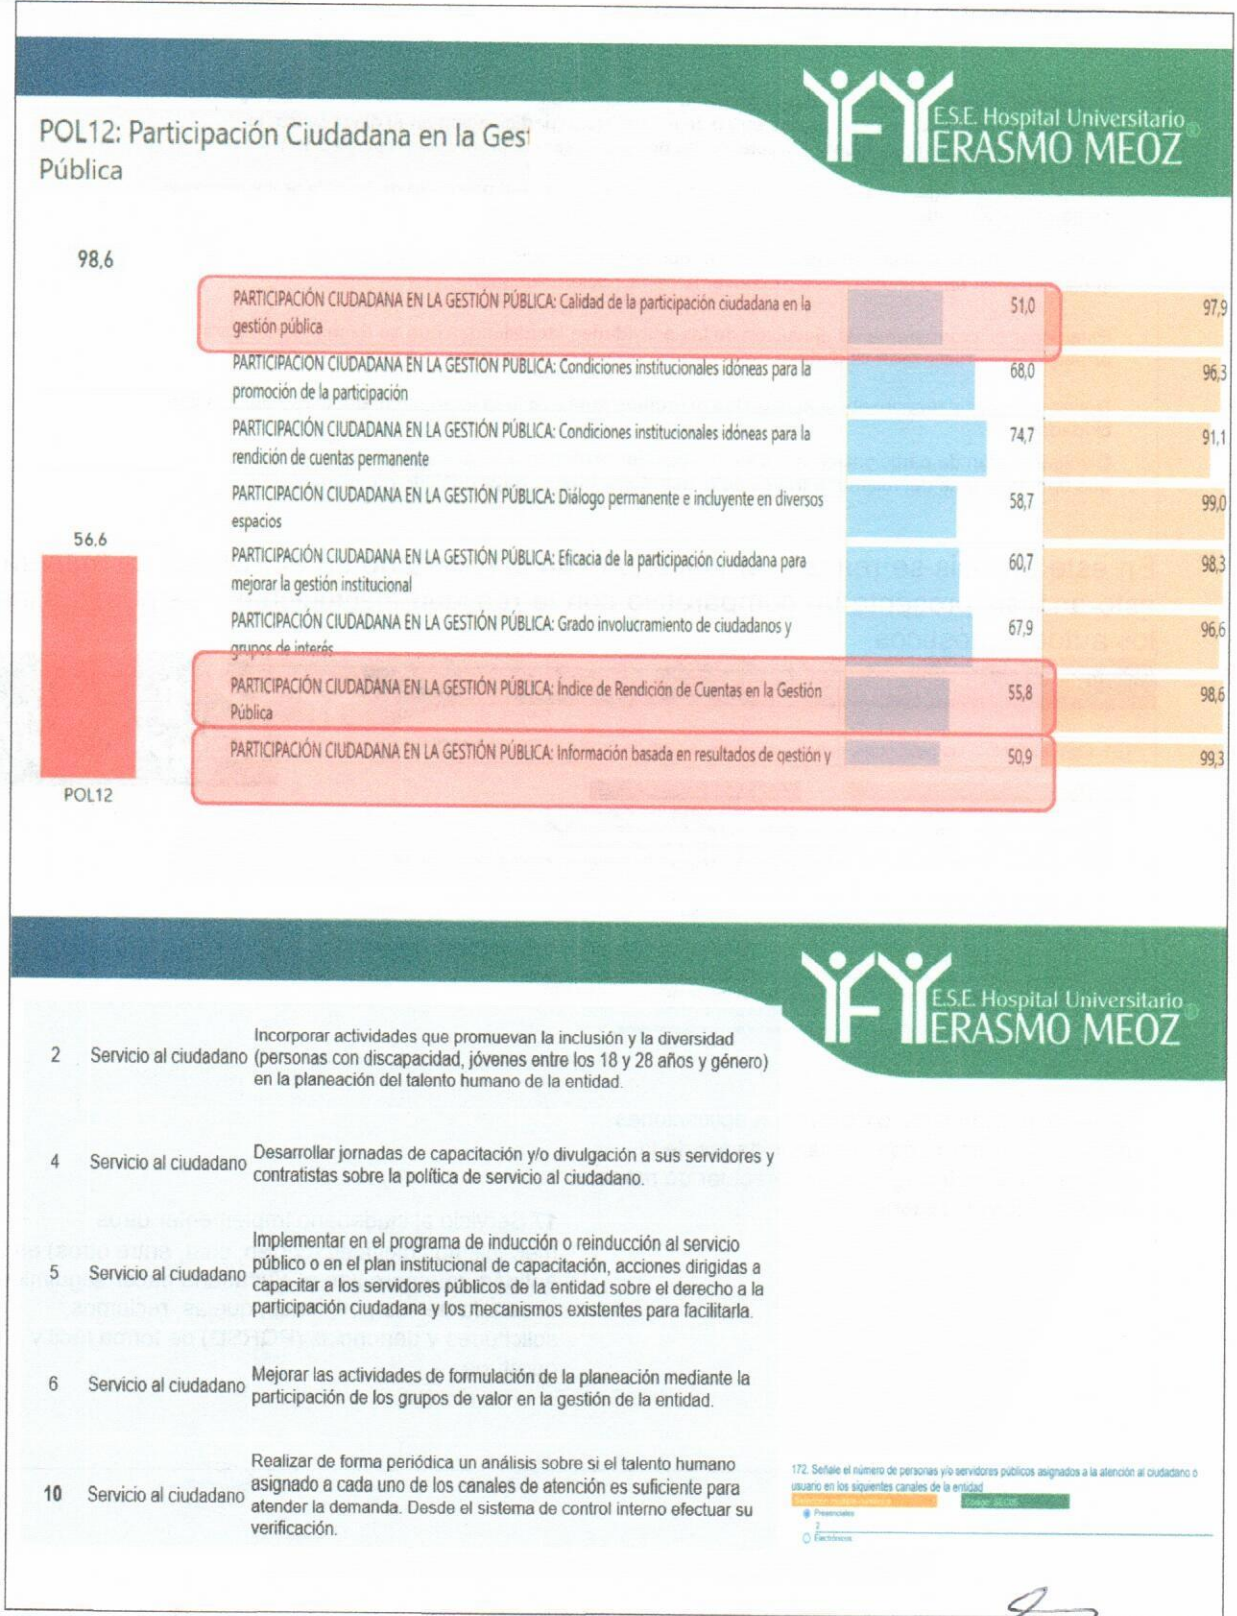 E.S.E. Hospital Universitario
ERASMO MEOZ
POL12: Participación Ciudadana en la Gest
Pública
98,6
56,6
POL12
PARTICIPACIÓN CIUDADANA EN LA GESTIÓN PÚBLICA: Calidad de la participación ciudadana en la
gestión pública
51,0
97,9
PARTICIPACIÓN CIUDADANA EN LA GESTIÓN PÚBLICA: Condiciones institucionales idóneas para la
promoción de la participación
68,0
96,3
PARTICIPACIÓN CIUDADANA EN LA GESTIÓN PÚBLICA: Condiciones institucionales idóneas para la
rendición de cuentas permanente
74,7
91,1
PARTICIPACIÓN CIUDADANA EN LA GESTIÓN PÚBLICA: Diálogo permanente e incluyente en diversos
espacios
58,7
99,0
PARTICIPACIÓN CIUDADANA EN LA GESTIÓN PÚBLICA: Eficacia de la participación ciudadana para
mejorar la gestión institucional
60,7
98,3
PARTICIPACIÓN CIUDADANA EN LA GESTIÓN PÚBLICA: Grado involucramiento de ciudadanos y
grupos de interés
67,9
96,6
PARTICIPACIÓN CIUDADANA EN LA GESTIÓN PÚBLICA: Índice de Rendición de Cuentas en la Gestión
Pública
55,8
98,6
PARTICIPACIÓN CIUDADANA EN LA GESTIÓN PÚBLICA: Información basada en resultados de gestión y
50,9
99,3
E.S.E. Hospital Universitario
ERASMO MEOZ
2 Servicio al ciudadano
Incorporar actividades que promuevan la inclusión y la diversidad
(personas con discapacidad, jóvenes entre los 18 y 28 años y género)
en la planeación del talento humano de la entidad.
4 Servicio al ciudadano
Desarrollar jornadas de capacitación y/o divulgación a sus servidores y
contratistas sobre la política de servicio al ciudadano.
5 Servicio al ciudadano
Implementar en el programa de inducción o reinducción al servicio
público o en el plan institucional de capacitación, acciones dirigidas a
capacitar a los servidores públicos de la entidad sobre el derecho a la
participación ciudadana y los mecanismos existentes para facilitarla.
6 Servicio al ciudadano
Mejorar las actividades de formulación de la planeación mediante la
participación de los grupos de valor en la gestión de la entidad.
10 Servicio al ciudadano
Realizar de forma periódica un análisis sobre si el talento humano
asignado a cada uno de los canales de atención es suficiente para
atender la demanda. Desde el sistema de control interno efectuar su
verificación.
172. Señale el número de personas y/o servidores públicos asignados a la atención al ciudadano o
usuario en los siguientes canales de la entidad
Presenciales
2
Electrónicos